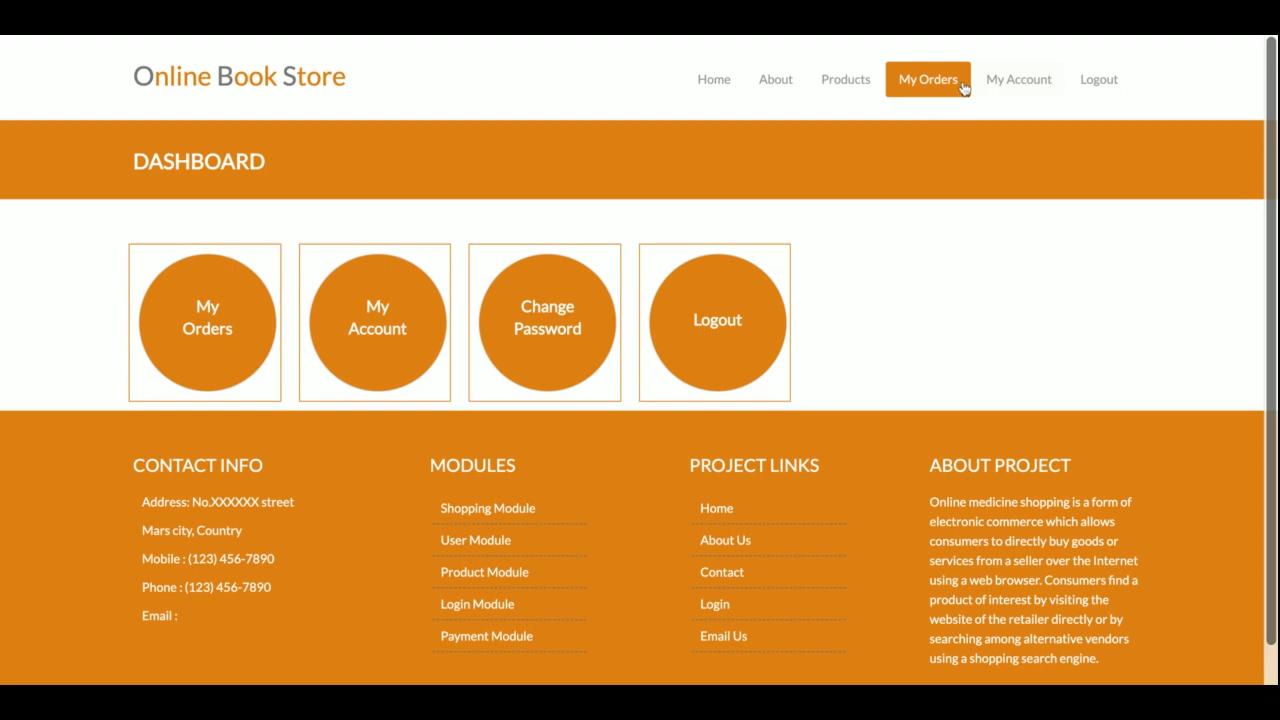 Online Book Store
Home About Products My Orders My Account Logout
DASHBOARD
My
Orders
My
Account
Change
Password
Logout
CONTACT INFO
Address: No.XXXXXX street
Mars city, Country
Mobile : (123) 456-7890
Phone : (123) 456-7890
Email :
MODULES
Shopping Module
User Module
Product Module
Login Module
Payment Module
PROJECT LINKS
Home
About Us
Contact
Login
Email Us
ABOUT PROJECT
Online medicine shopping is a form of
electronic commerce which allows
consumers to directly buy goods or
services from a seller over the Internet
using a web browser. Consumers find a
product of interest by visiting the
website of the retailer directly or by
searching among alternative vendors
using a shopping search engine.